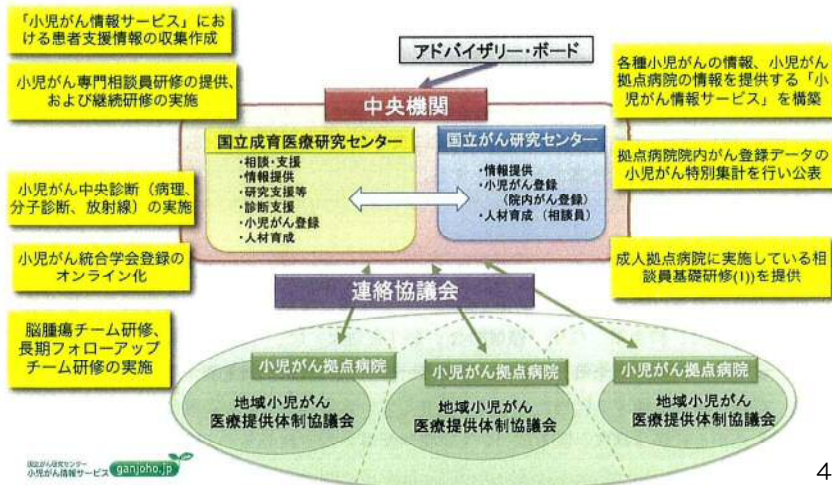 「小児がん情報サービス」にお
ける患者支援情報の収集作成
小児がん専門相談員研修の提供、
および継続研修の実施
小児がん中央診断（病理、
分子診断、放射線）の実施
小児がん統合学会登録の
オンライン化
脳腫瘍チーム研修、
長期フォローアップ
チーム研修の実施
アドバイザリー・ボード
中央機関
国立成育医療研究センター
・相談・支援
・情報提供
・研究支援等
・診断支援
・小児がん登録
・人材育成
国立がん研究センター
・情報提供
・小児がん登録
（院内がん登録）
・人材育成（相談員）
各種小児がんの情報、小児がん
拠点病院の情報を提供する「小
児がん情報サービス」を構築
拠点病院院内がん登録データの
小児がん特別集計を行い公表
成人拠点病院に実施している相
談員基礎研修(1))を提供
連絡協議会
小児がん拠点病院
地域小児がん
医療提供体制協議会
小児がん拠点病院
地域小児がん
医療提供体制協議会
小児がん拠点病院
地域小児がん
医療提供体制協議会
国立がん研究センター
小児がん情報サービス ganjoho.jp
4